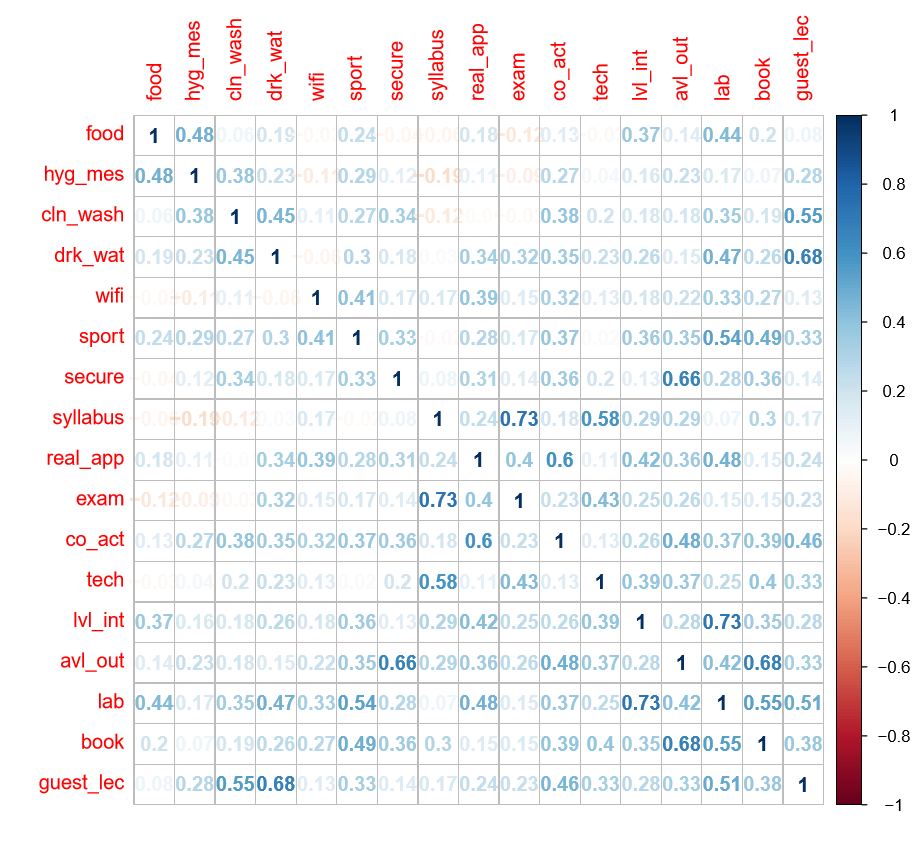 food hyg_mes cln_wash drk_wat wifi sport secure syllabus real_app exam co_act tech lvl_int avl_out lab book guest_lec
food 1 0.48 0.06 0.19 0.24 0.18 −0.12 0.13 0.37 0.14 0.44 0.2 0.08
hyg_mes 0.48 1 0.38 0.23 −0.11 0.29 0.12 −0.19 0.11 −0.09 0.27 0.04 0.16 0.23 0.17 0.07 0.28
cln_wash 0.06 0.38 1 0.45 0.11 0.27 0.34 −0.12 0.38 0.2 0.18 0.18 0.35 0.19 0.55
drk_wat 0.19 0.23 0.45 1 −0.06 0.3 0.18 0.34 0.32 0.35 0.23 0.26 0.15 0.47 0.26 0.68
wifi −0.11 0.11 −0.06 1 0.41 0.17 0.17 0.39 0.15 0.32 0.13 0.18 0.22 0.33 0.27 0.13
sport 0.24 0.29 0.27 0.3 0.41 1 0.33 0.28 0.17 0.37 0.36 0.35 0.54 0.49 0.33
secure 0.12 0.34 0.18 0.17 0.33 1 0.08 0.31 0.14 0.36 0.2 0.13 0.66 0.28 0.36 0.14
syllabus −0.19 −0.12 0.17 0.08 1 0.24 0.73 0.18 0.58 0.29 0.29 0.07 0.3 0.17
real_app 0.18 0.11 0.34 0.39 0.28 0.31 0.24 1 0.4 0.6 0.11 0.42 0.36 0.48 0.15 0.24
exam −0.12 −0.09 0.32 0.15 0.17 0.14 0.73 0.4 1 0.23 0.43 0.25 0.26 0.15 0.15 0.23
co_act 0.13 0.27 0.38 0.35 0.32 0.37 0.36 0.18 0.6 0.23 1 0.13 0.26 0.48 0.37 0.39 0.46
tech 0.04 0.2 0.23 0.13 0.2 0.58 0.11 0.43 0.13 1 0.39 0.37 0.25 0.4 0.33
lvl_int 0.37 0.16 0.18 0.26 0.18 0.36 0.13 0.29 0.42 0.25 0.26 0.39 1 0.28 0.73 0.35 0.28
avl_out 0.14 0.23 0.18 0.15 0.22 0.35 0.66 0.29 0.36 0.26 0.48 0.37 0.28 1 0.42 0.68 0.33
lab 0.44 0.17 0.35 0.47 0.33 0.54 0.28 0.07 0.48 0.15 0.37 0.25 0.73 0.42 1 0.55 0.51
book 0.2 0.07 0.19 0.26 0.27 0.49 0.36 0.3 0.15 0.15 0.39 0.4 0.35 0.68 0.55 1 0.38
guest_lec 0.08 0.28 0.55 0.68 0.13 0.33 0.14 0.17 0.24 0.23 0.46 0.33 0.28 0.33 0.51 0.38 1
1
0.8
0.6
0.4
0.2
0
−0.2
−0.4
−0.6
−0.8
−1